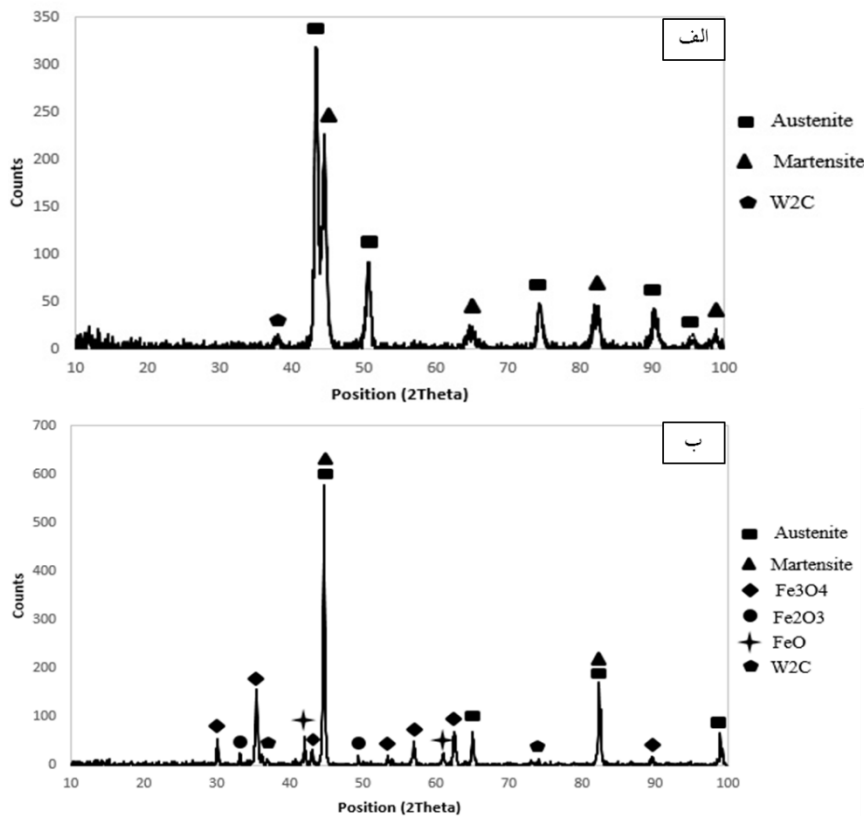 350
300
250
200
150
100
50
0
Counts
10 20 30 40 50 60 70 80 90 100
Position (2Theta)
الف
Austenite
Martensite
W2C
700
600
500
400
300
200
100
0
Counts
10 20 30 40 50 60 70 80 90 100
Position (2Theta)
ب
Austenite
Martensite
Fe3O4
Fe2O3
FeO
W2C